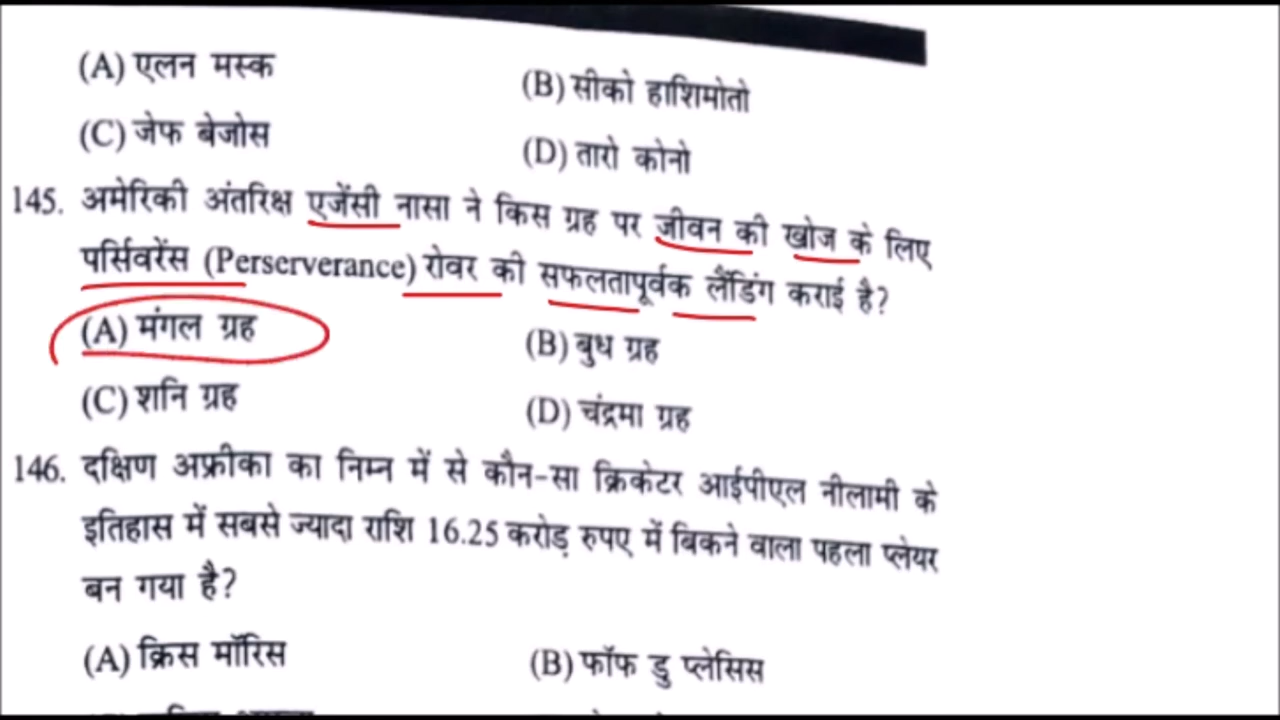 (A) एलन मस्क
(B) सीको हाशिमोतो
(C) जेफ बेजोस
(D) तारो कोनो
145. अमेरिकी अंतरिक्ष एजेंसी नासा ने किस ग्रह पर जीवन की खोज के लिए
पर्सिवरेंस (Perserverance) रोवर की सफलतापूर्वक लैंडिंग कराई है?
(A) मंगल ग्रह
(B) बुध ग्रह
(C) शनि ग्रह
(D) चंद्रमा ग्रह
146. दक्षिण अफ्रीका का निम्न में से कौन-सा क्रिकेटर आईपीएल नीलामी के
इतिहास में सबसे ज्यादा राशि 16.25 करोड़ रुपए में बिकने वाला पहला प्लेयर
बन गया है?
(A) क्रिस मॉरिस
(B) फॉफ डु प्लेसिस